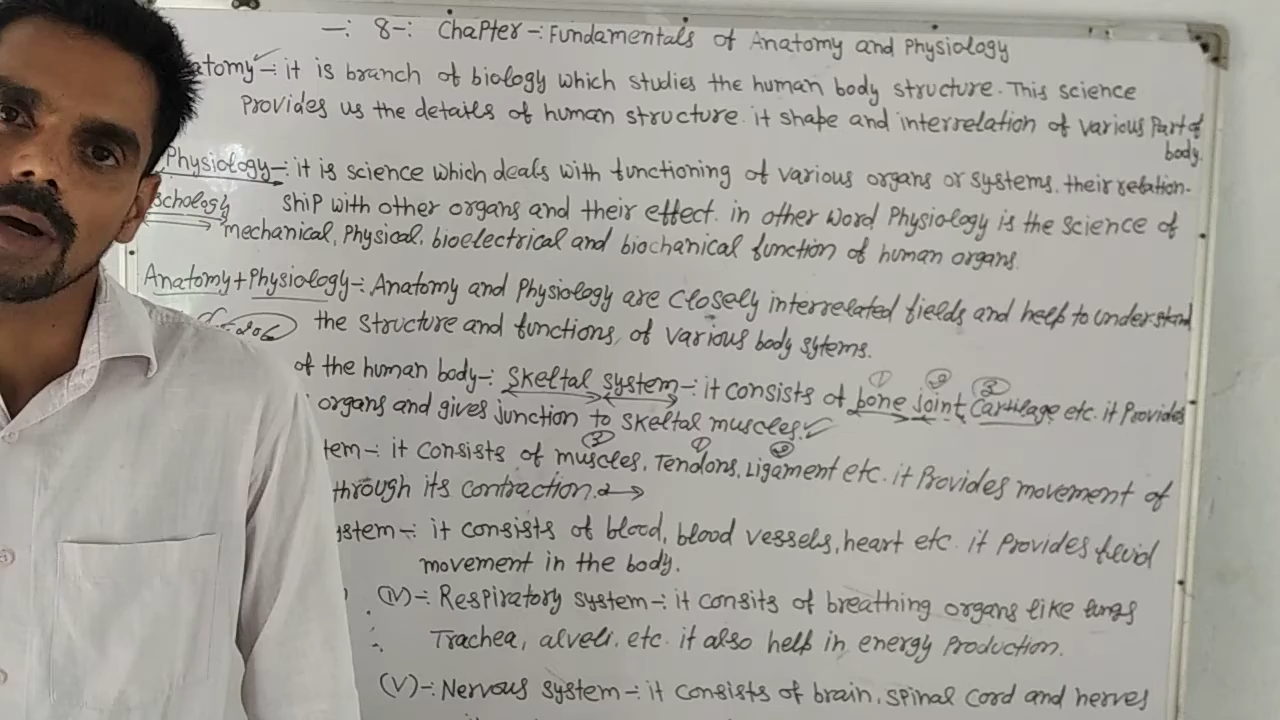 -: 8-: Chapter-: Fundamentals of Anatomy and Physiology
atomy-: it is branch of biology which studies the human body structure. This science
Provides us the details of human structure. it shape and interrelation of various Part of
body.
Physiology-: it is science which deals with functioning of various organs or systems. their relation-
schology ship with other organs and their effect. in other word Physiology is the science of
mechanical, Physical, bioelectrical and biochanical function of human organs.
Anatomy+Physiology-: Anatomy and Physiology are closely interrelated fields and help to understand
the structure and functions, of various body sytems.
of the human body-: Skeltal system-: it consists of bone joint, Cartilage etc. it Provides
① ② ③
organs and gives junction to skeltal muscles.
tem-: it consists of muscles, Tendons, Ligament etc. it Provides movement of
③ ① ②
through its contraction.
ystem-: it consists of blood, blood vessels, heart etc. it Provides fluid
movement in the body.
(IV)-: Respiratory system-: it consits of breathing organs like lungs
Trachea, alveli. etc. it also help in energy Production.
(V)-: Nervous system-: it consists of brain, spinal cord and nerves